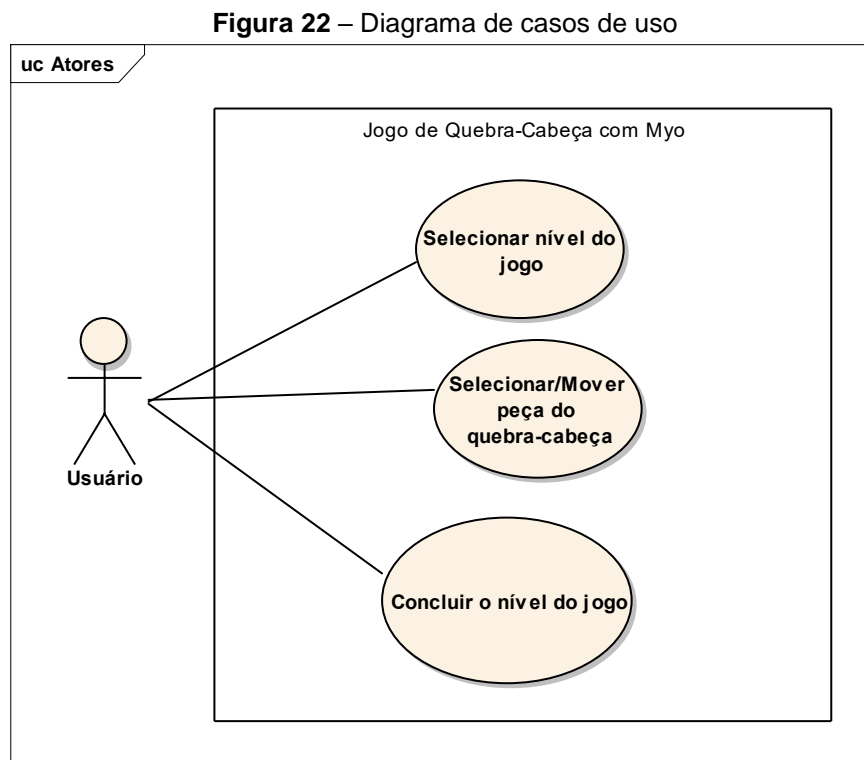 Figura 22 – Diagrama de casos de uso
uc Atores
Jogo de Quebra-Cabeça com Myo
Selecionar nível do
jogo
Selecionar/Mover
peça do
quebra-cabeça
Usuário
Concluir o nível do jogo